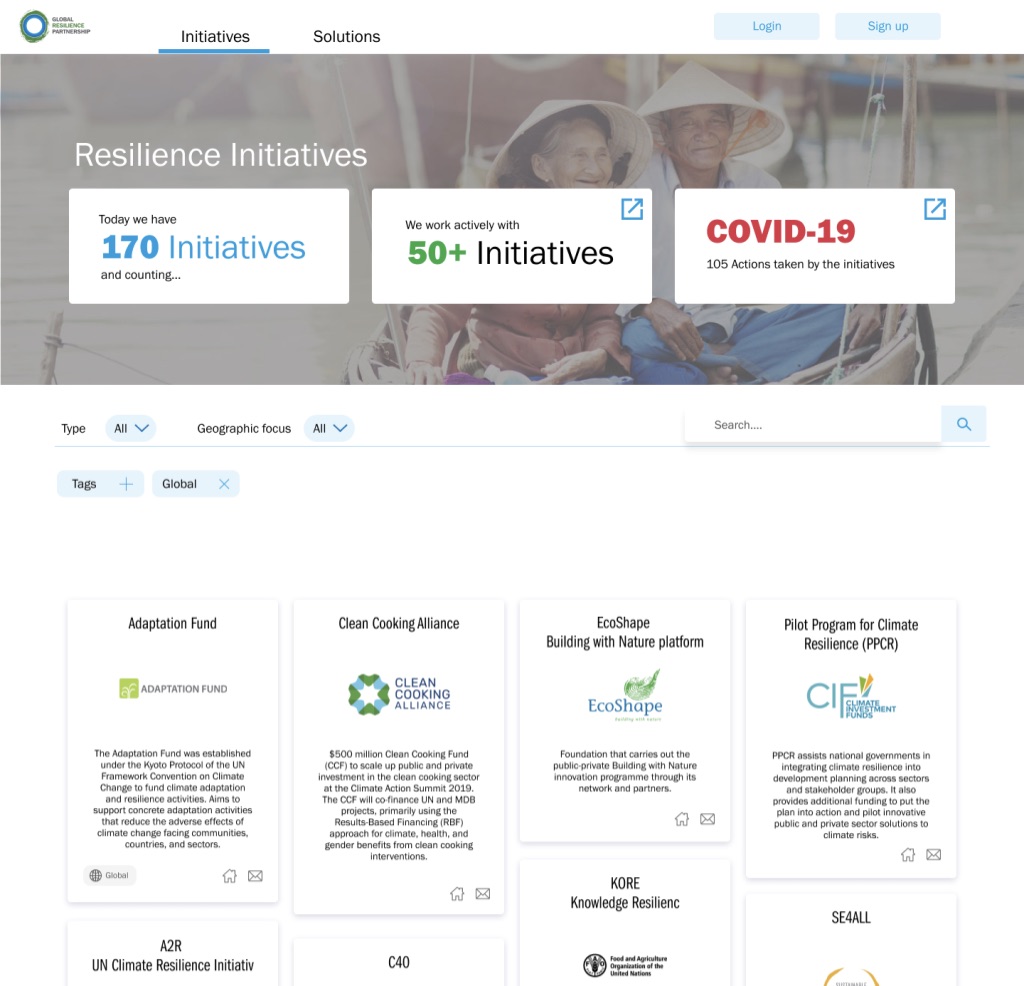 GLOBAL
RESILIENCE
PARTNERSHIP
Initiatives
Solutions
Login
Sign up
Resilience Initiatives
Today we have
170 Initiatives
and counting...
We work actively with
50+ Initiatives
COVID-19
105 Actions taken by the initiatives
Type
All
Geographic focus
All
Search....
Tags
Global
Adaptation Fund
ADAPTATION FUND
The Adaptation Fund was established
under the Kyoto Protocol of the UN
Framework Convention on Climate
Change to fund climate adaptation
and resilience activities. Aims to
support concrete adaptation activities
that reduce the adverse effects of
climate change facing communities,
countries, and sectors.
Global
Clean Cooking Alliance
CLEAN
COOKING
ALLIANCE
$500 million Clean Cooking Fund
(CCF) to scale up public and private
investment in the clean cooking sector
at the Climate Action Summit 2019.
The CCF will co-finance UN and MDB
projects, primarily using the
Results-Based Financing (RBF)
approach for climate, health, and
gender benefits from clean cooking
interventions.
EcoShape
Building with Nature platform
EcoShape
building with nature
Foundation that carries out the
public-private Building with Nature
innovation programme through its
network and partners.
Pilot Program for Climate
Resilience (PPCR)
CIF
CLIMATE
INVESTMENT
FUNDS
PPCR assists national governments in
integrating climate resilience into
development planning across sectors
and stakeholder groups. It also
provides additional funding to put the
plan into action and pilot innovative
public and private sector solutions to
climate risks.
A2R
UN Climate Resilience Initiativ
C40
KORE
Knowledge Resilienc
Food and Agriculture
Organization of the
United Nations
SE4ALL
SUSTAINABLE